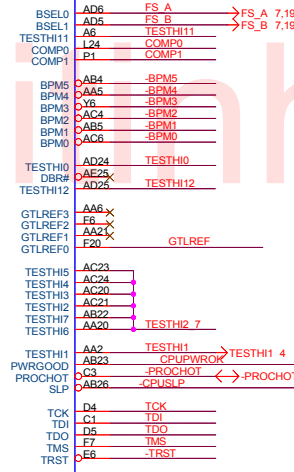 BSEL0 AD6 FS_A FS_A 7,19
BSEL1 AD5 FS_B FS_B 7,19
TESTHI11 A6 TESTHI11
COMP0 L24 COMP0
COMP1 P1 COMP1
BPM5 AB4 -BPM5
BPM4 AA5 -BPM4
BPM3 Y6 -BPM3
BPM2 AC4 -BPM2
BPM1 AB5 -BPM1
BPM0 AC6 -BPM0
TESTHI0 AD24 TESTHI0
DBR# AE25
TESTHI12 AD25 TESTHI12
GTLREF3 AA6
GTLREF2 F6
GTLREF1 AA21
GTLREF0 F20 GTLREF
TESTHI5 AC23
TESTHI4 AC24
TESTHI3 AC20
TESTHI2 AC21
TESTHI7 AB22
TESTHI6 AA20 TESTHI2_7
TESTHI1 AA2 TESTHI1 TESTHI1 4
PWRGOOD AB23 CPUPWROK
PROCHOT C3 -PROCHOT -PROCHOT
SLP AB26 -CPUSLP
TCK D4 TCK
TDI C1 TDI
TDO D5 TDO
TMS F7 TMS
TRST E6 -TRST